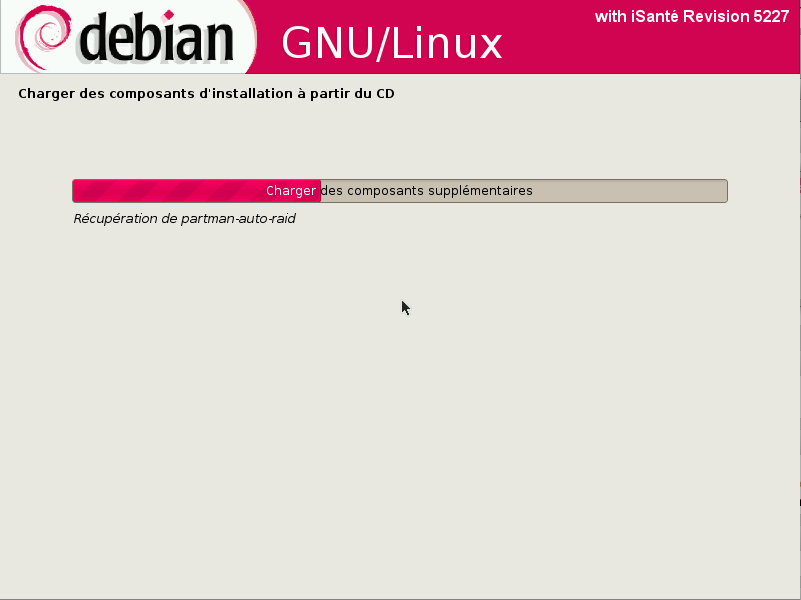 debian GNU/Linux with iSanté Revision 5227
Charger des composants d'installation à partir du CD
Charger des composants supplémentaires
Récupération de partman-auto-raid